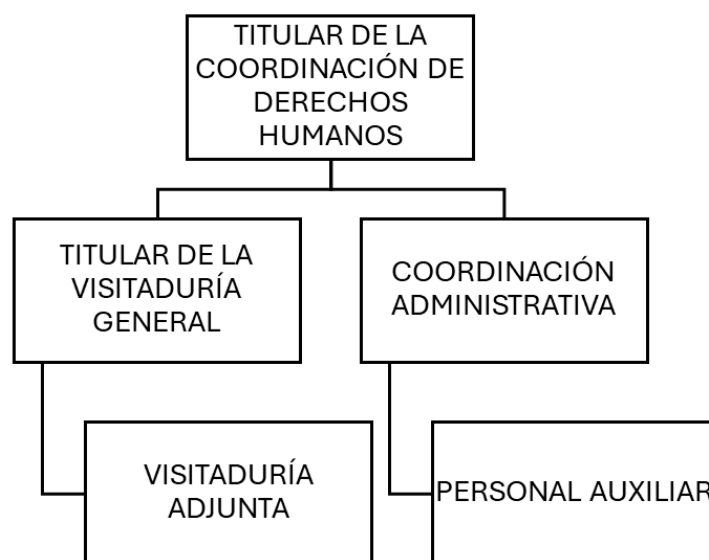 TITULAR DE LA
COORDINACIÓN DE
DERECHOS
HUMANOS
TITULAR DE LA
VISITADURÍA
GENERAL
COORDINACIÓN
ADMINISTRATIVA
VISITADURÍA
ADJUNTA
PERSONAL AUXILIAR